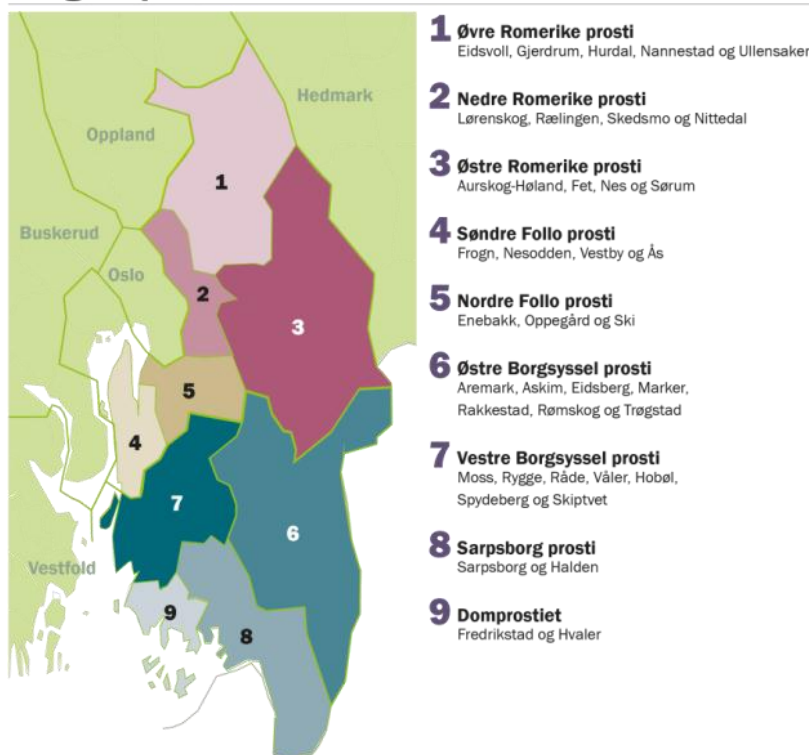 Hedmark
Oppland
Buskerud
Oslo
Vestfold
1
2
3
4
5
6
7
8
9
1 Øvre Romerike prosti
Eidsvoll, Gjerdrum, Hurdal, Nannestad og Ullensaker
2 Nedre Romerike prosti
Lørenskog, Rælingen, Skedsmo og Nittedal
3 Østre Romerike prosti
Aurskog-Høland, Fet, Nes og Sørum
4 Søndre Follo prosti
Frogn, Nesodden, Vestby og Ås
5 Nordre Follo prosti
Enebakk, Oppegård og Ski
6 Østre Borgsyssel prosti
Aremark, Askim, Eidsberg, Marker,
Rakkestad, Rømskog og Trøgstad
7 Vestre Borgsyssel prosti
Moss, Rygge, Råde, Våler, Hobøl,
Spydeberg og Skiptvet
8 Sarpsborg prosti
Sarpsborg og Halden
9 Domprostiet
Fredrikstad og Hvaler